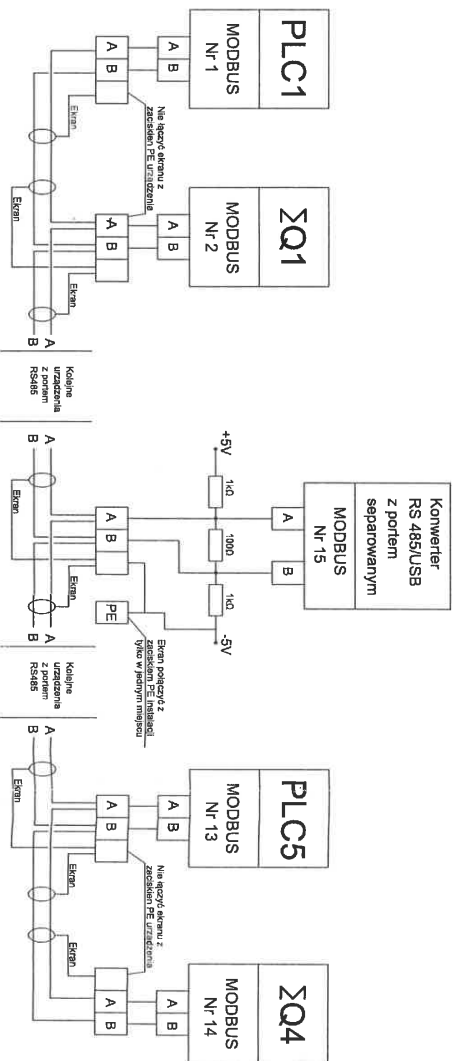 PLC1
MODBUS
Nr 1
A
B
A
B
Nie łączyć ekranu z
zaciskien PE urządzenia
Ekran
Ekran
ΣQ1
MODBUS
Nr 2
A
B
A
B
Ekran
A
B
Kolejne
urządzenia
z portem
RS485
Konwerter
RS 485/USB
z portem
separowanym
MODBUS
Nr 15
A
B
+5V
1kΩ
100Ω
1kΩ
-5V
A
B
A
B
PE
Ekran połączyć z
zaciskiem PE instalacji
tylko w jednym miejscu
Ekran
Ekran
A
B
Kolejne
urządzenia
z portem
RS485
PLC5
MODBUS
Nr 13
A
B
A
B
A
B
Nie łączyć ekranu z
zaciskien PE urządzenia
Ekran
Ekran
ΣQ4
MODBUS
Nr 14
A
B
A
B